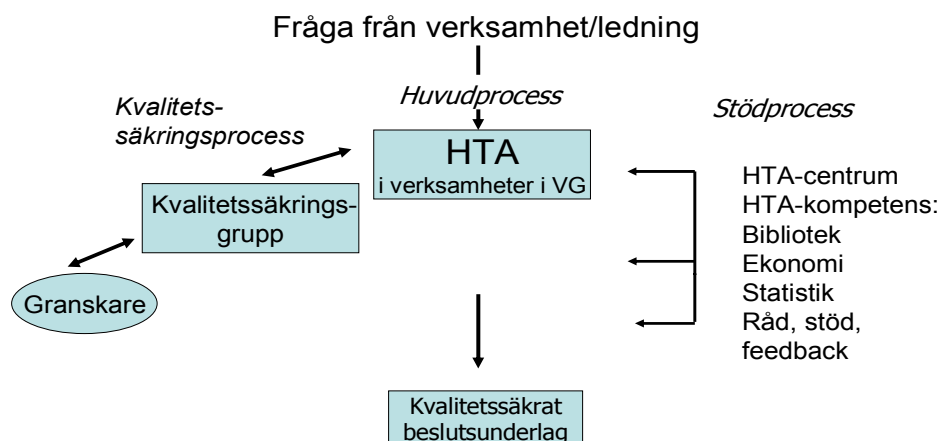 Fråga från verksamhet/ledning
Kvalitets-
säkringsprocess
Huvudprocess
Stödprocess
HTA
i verksamheter i VG
Kvalitetssäkrings-
grupp
Granskare
HTA-centrum
HTA-kompetens:
Bibliotek
Ekonomi
Statistik
Råd, stöd,
feedback
Kvalitetssäkrat
beslutsunderlag